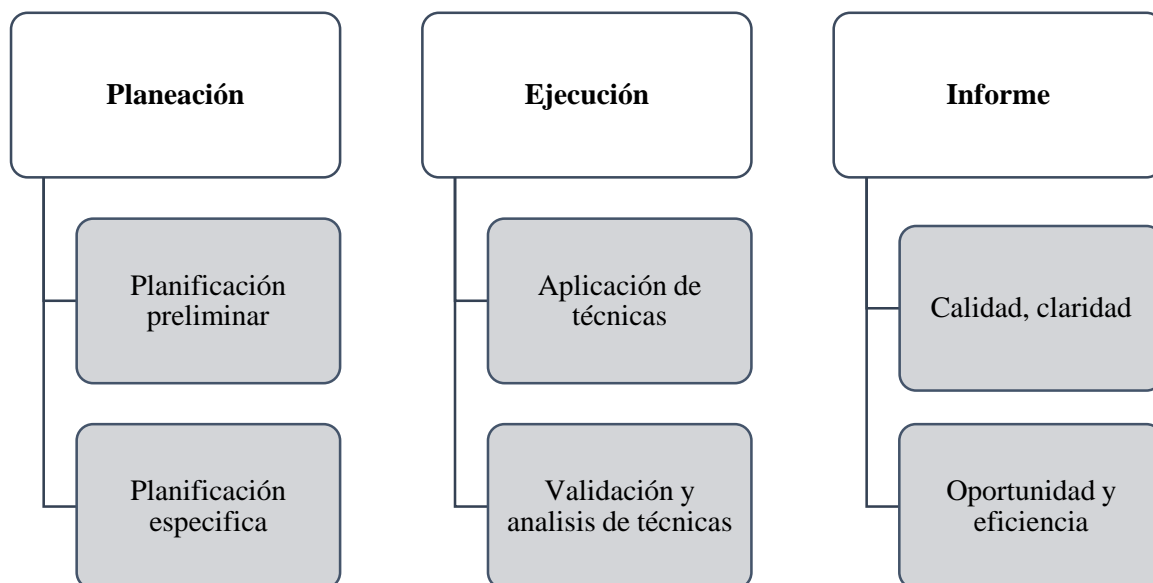 Planeación
Planificación
preliminar
Planificación
especifica
Ejecución
Aplicación de
técnicas
Validación y
analisis de técnicas
Informe
Calidad, claridad
Oportunidad y
eficiencia